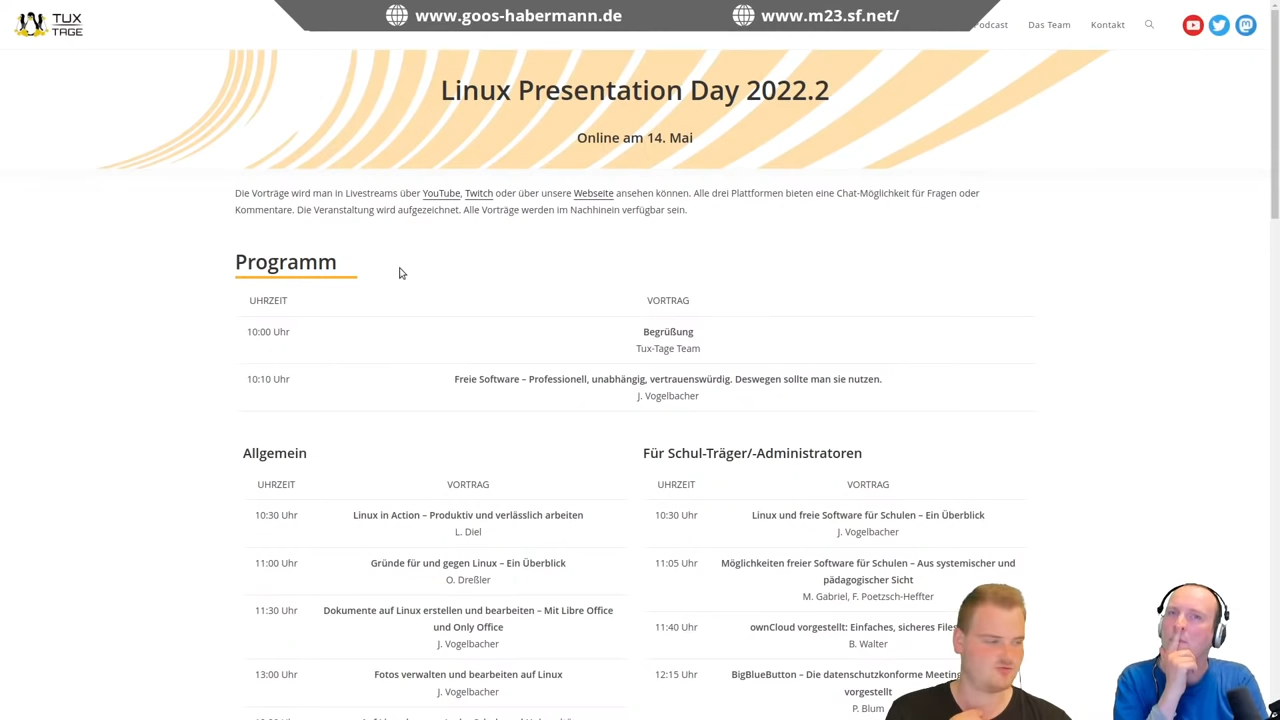 TUX
TAGE
www.goos-habermann.de
www.m23.sf.net/
Podcast
Das Team
Kontakt
Linux Presentation Day 2022.2
Online am 14. Mai
Die Vorträge wird man in Livestreams über YouTube, Twitch oder über unsere Webseite ansehen können. Alle drei Plattformen bieten eine Chat-Möglichkeit für Fragen oder
Kommentare. Die Veranstaltung wird aufgezeichnet. Alle Vorträge werden im Nachhinein verfügbar sein.
Programm
UHRZEIT VORTRAG
10:00 Uhr Begrüßung
Tux-Tage Team
10:10 Uhr Freie Software – Professionell, unabhängig, vertrauenswürdig. Deswegen sollte man sie nutzen.
J. Vogelbacher
Allgemein
UHRZEIT VORTRAG
10:30 Uhr Linux in Action – Produktiv und verlässlich arbeiten
L. Diel
11:00 Uhr Gründe für und gegen Linux – Ein Überblick
O. Dreßler
11:30 Uhr Dokumente auf Linux erstellen und bearbeiten – Mit Libre Office
und Only Office
J. Vogelbacher
13:00 Uhr Fotos verwalten und bearbeiten auf Linux
J. Vogelbacher
Für Schul-Träger/-Administratoren
UHRZEIT VORTRAG
10:30 Uhr Linux und freie Software für Schulen – Ein Überblick
J. Vogelbacher
11:05 Uhr Möglichkeiten freier Software für Schulen – Aus systemischer und
pädagogischer Sicht
M. Gabriel, F. Poetzsch-Heffter
11:40 Uhr ownCloud vorgestellt: Einfaches, sicheres
B. Walter
12:15 Uhr BigBlueButton – Die datenschutzkonforme
vorgestellt
P. Blum